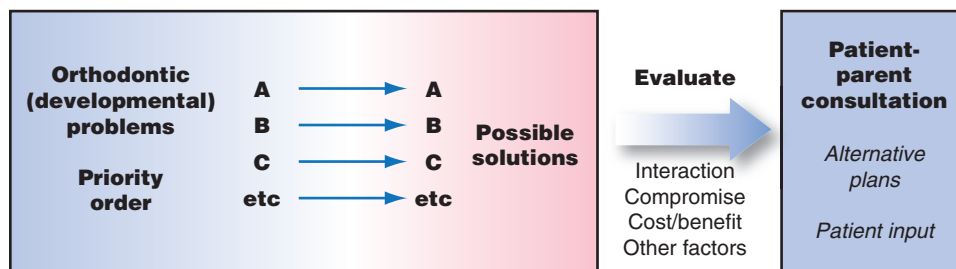 Orthodontic
(developmental)
problems
Priority
order
A A
B B
C C
etc etc
Possible
solutions
Evaluate
Interaction
Compromise
Cost/benefit
Other factors
Patient-
parent
consultation
Alternative
plans
Patient input